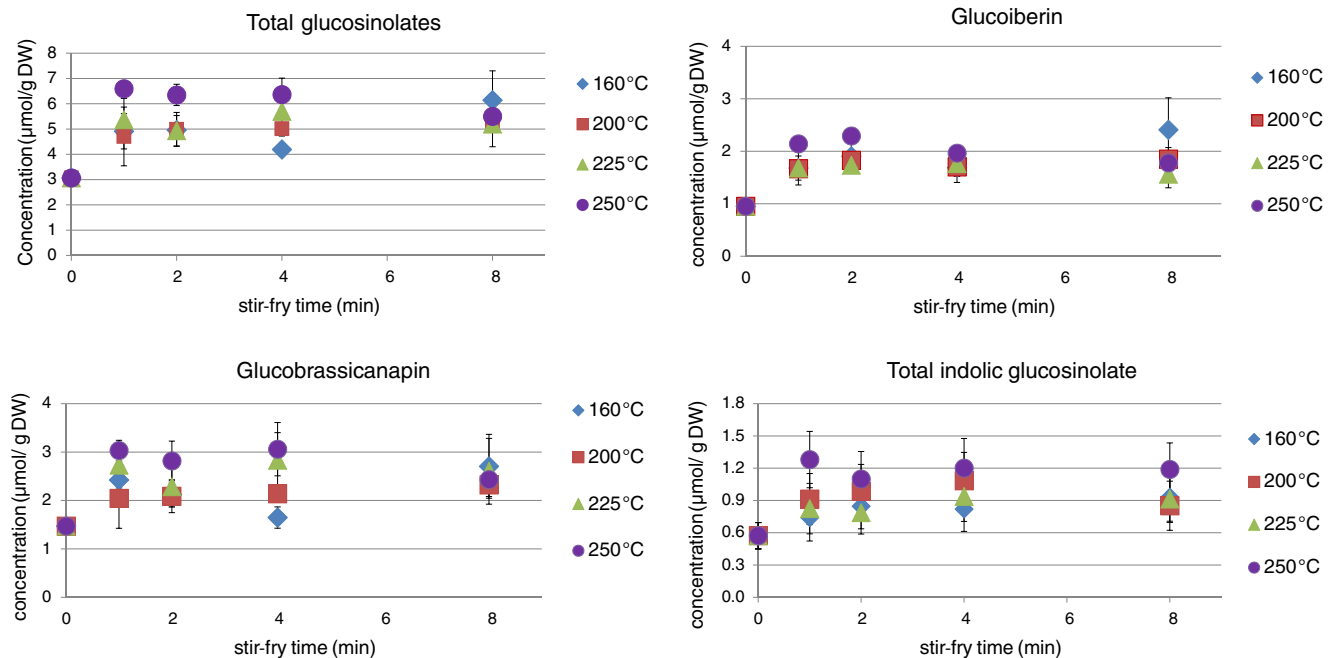 Total glucosinolates
Concentration (µmol/g DW)
8
7
6
5
4
3
2
1
0
0 2 4 6 8
stir-fry time (min)
160°C
200°C
225°C
250°C
Glucoiberin
concentration (µmol/g DW)
4
3
2
1
0
0 2 4 6 8
stir-fry time (min)
160°C
200°C
225°C
250°C
Glucobrassicanapin
concentration (µmol/ g DW)
4
3
2
1
0
0 2 4 6 8
stir-fry time (min)
160°C
200°C
225°C
250°C
Total indolic glucosinolate
concentration (µmol/ g DW)
1.8
1.5
1.2
0.9
0.6
0.3
0.0
0 2 4 6 8
stir-fry time (min)
160°C
200°C
225°C
250°C